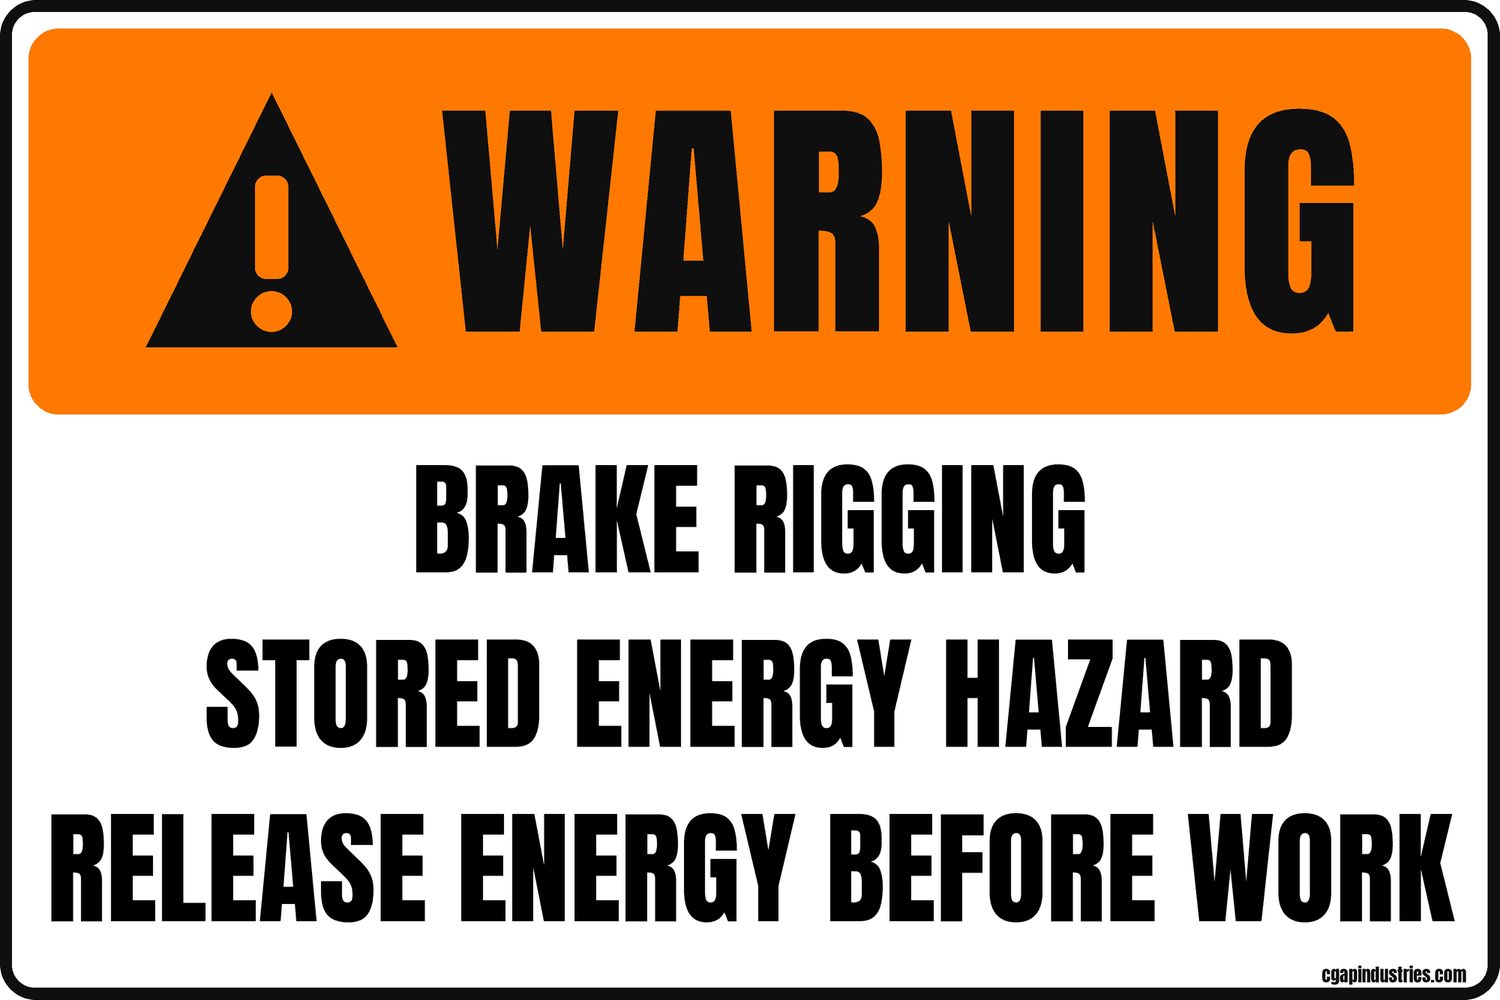 WARNING
BRAKE RIGGING
STORED ENERGY HAZARD
RELEASE ENERGY BEFORE WORK
cgapindustries.com